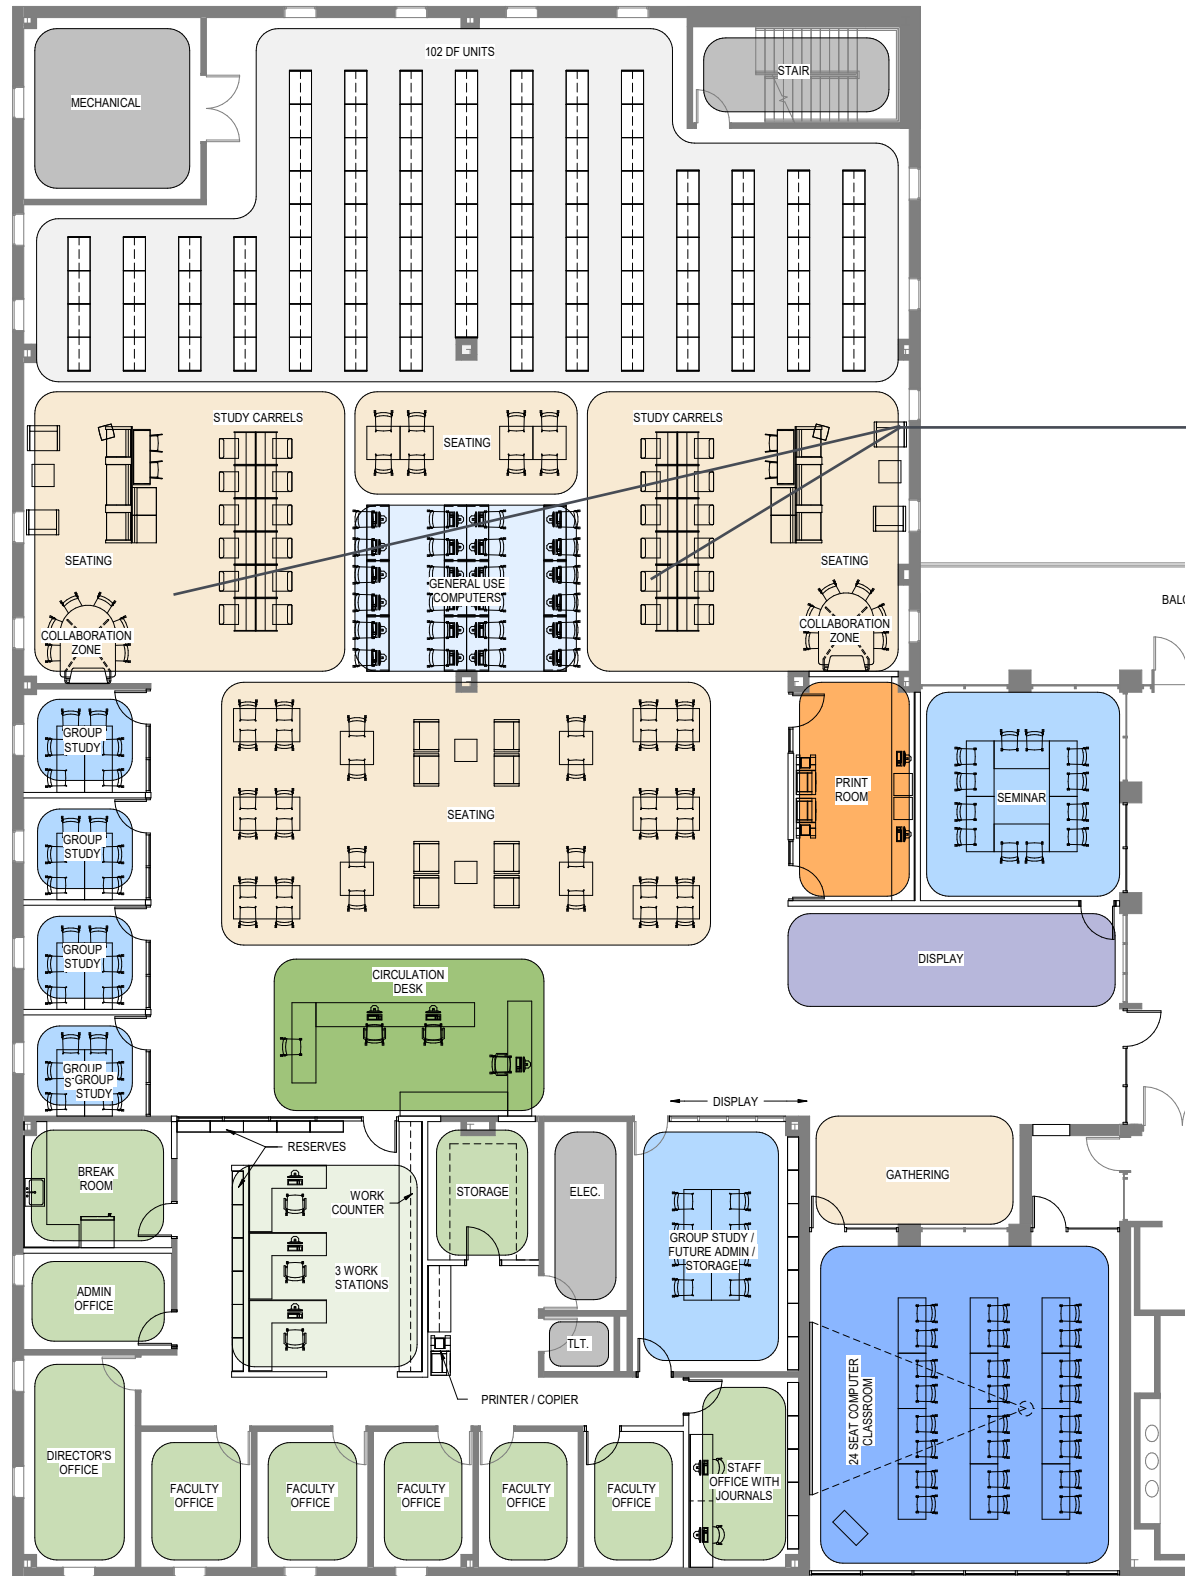 102 DF UNITS
STAIR
MECHANICAL
STUDY CARRELS
STUDY CARRELS
SEATING
SEATING
SEATING
GENERAL USE
COMPUTERS
BALC
COLLABORATION
ZONE
COLLABORATION
ZONE
GROUP
STUDY
PRINT
ROOM
SEMINAR
SEATING
GROUP
STUDY
GROUP
STUDY
DISPLAY
CIRCULATION
DESK
GROUP
GROUP
STUDY
DISPLAY
RESERVES
BREAK
ROOM
WORK
COUNTER
STORAGE
ELEC.
GATHERING
GROUP STUDY /
FUTURE ADMIN /
STORAGE
3 WORK
STATIONS
ADMIN
OFFICE
TLT.
PRINTER / COPIER
24 SEAT COMPUTER
CLASSROOM
DIRECTOR'S
OFFICE
FACULTY
OFFICE
FACULTY
OFFICE
FACULTY
OFFICE
FACULTY
OFFICE
FACULTY
OFFICE
STAFF
OFFICE WITH
JOURNALS